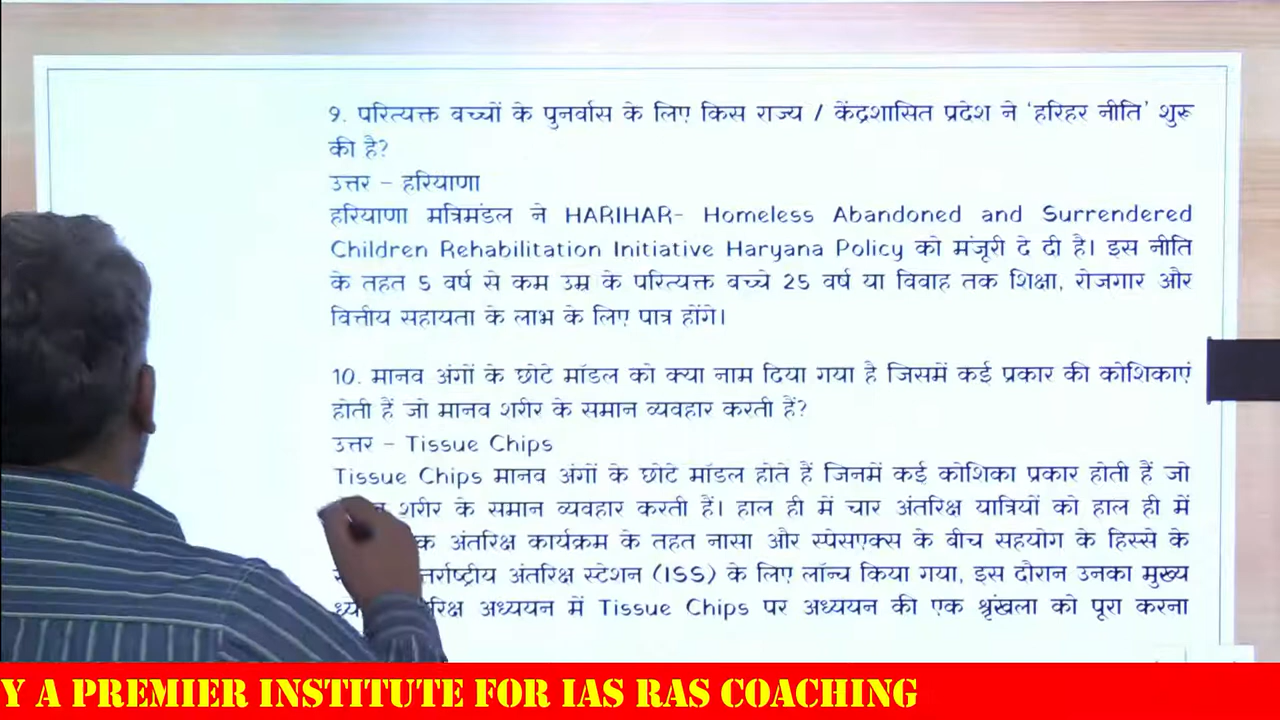 9. परित्यक्त बच्चों के पुनर्वास के लिए किस राज्य / केंद्रशासित प्रदेश ने ‘हरिहर नीति’ शुरू
की है?
उत्तर – हरियाणा
हरियाणा मत्रिमंडल ने HARIHAR- Homeless Abandoned and Surrendered
Children Rehabilitation Initiative Haryana Policy को मंजूरी दे दी है। इस नीति
के तहत 5 वर्ष से कम उम्र के परित्यक्त बच्चे 25 वर्ष या विवाह तक शिक्षा, रोजगार और
वित्तीय सहायता के लाभ के लिए पात्र होंगे।
10. मानव अंगों के छोटे मॉडल को क्या नाम दिया गया है जिसमें कई प्रकार की कोशिकाएं
होती हैं जो मानव शरीर के समान व्यवहार करती हैं?
उत्तर – Tissue Chips
Tissue Chips मानव अंगों के छोटे मॉडल होते हैं जिनमें कई कोशिका प्रकार होती हैं जो
शरीर के समान व्यवहार करती हैं। हाल ही में चार अंतरिक्ष यात्रियों को हाल ही में
अंतरिक्ष कार्यक्रम के तहत नासा और स्पेसएक्स के बीच सहयोग के हिस्से के
अंतरिक्ष स्टेशन (ISS) के लिए लॉन्च किया गया, इस दौरान उनका मुख्य
अध्ययन में Tissue Chips पर अध्ययन की एक श्रृंखला को पूरा करना
Y A PREMIER INSTITUTE FOR IAS RAS COACHING